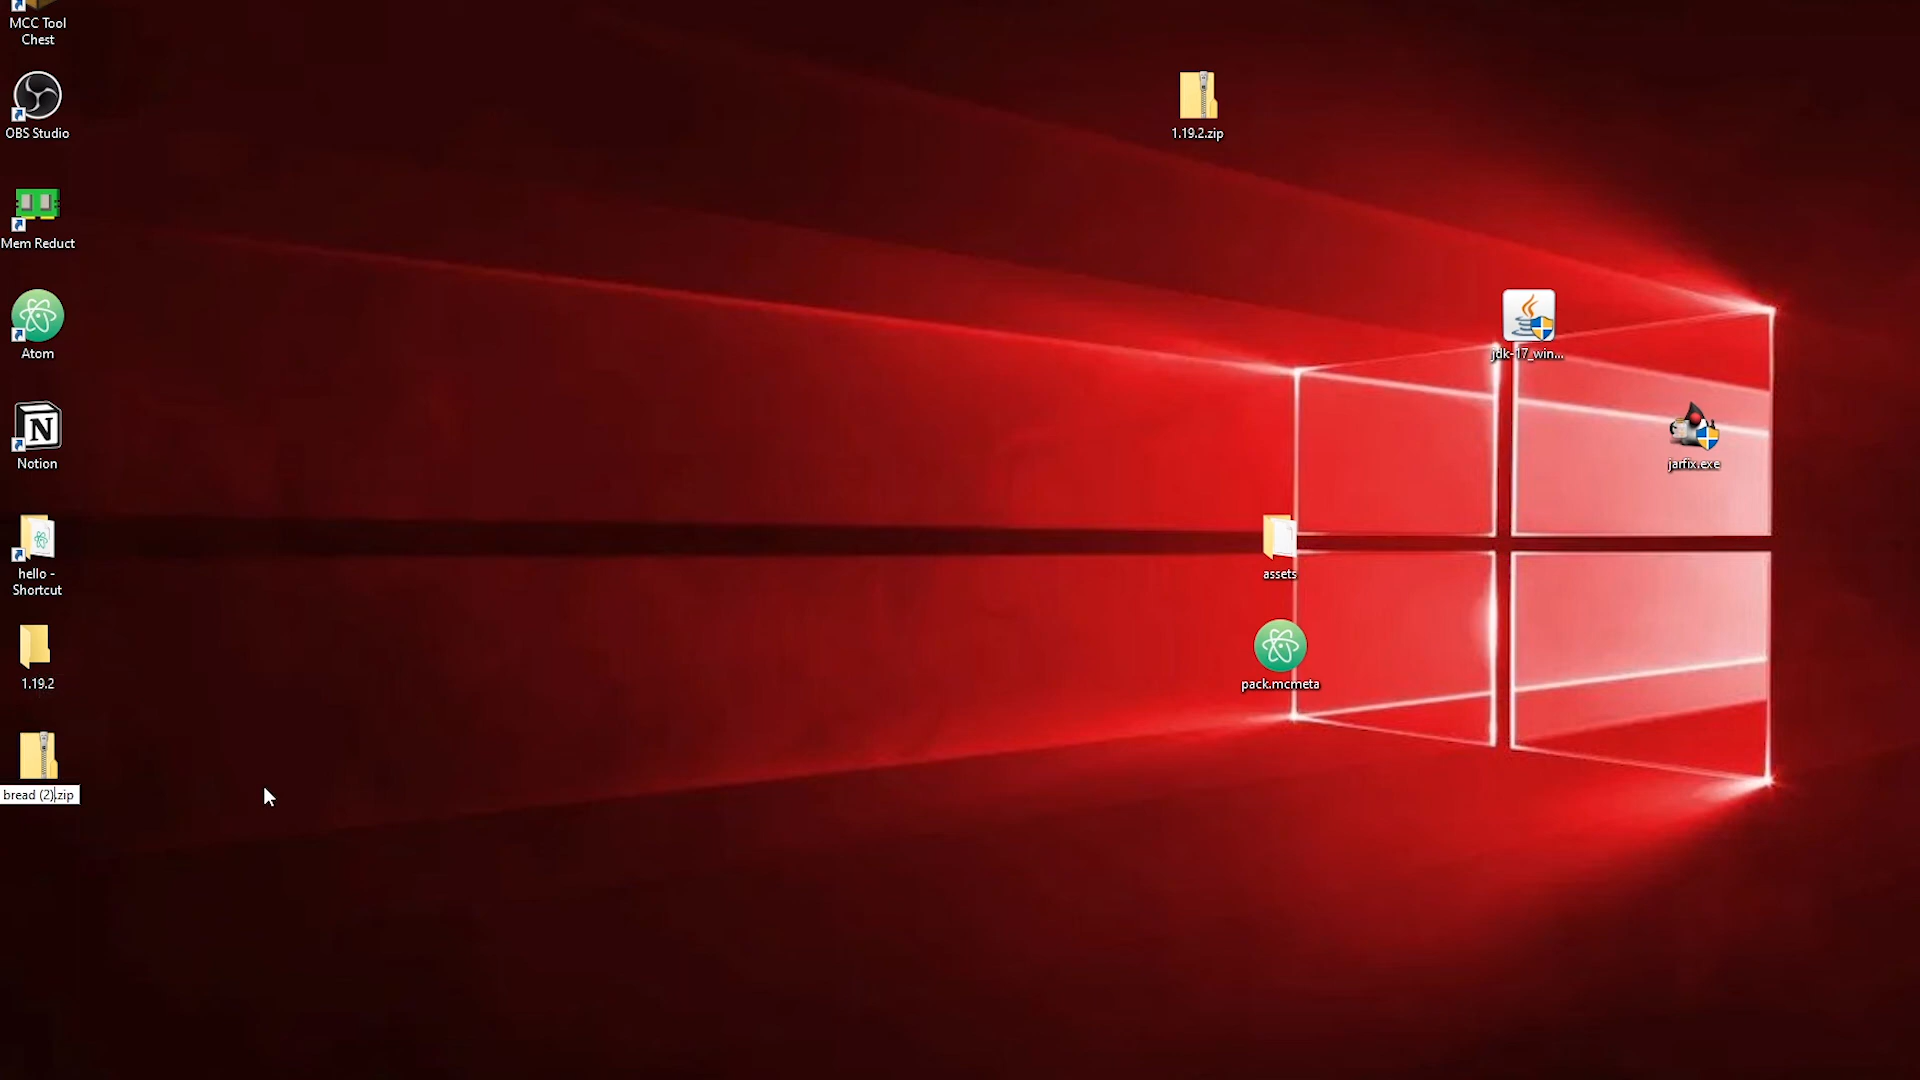 MCC Tool
Chest
OBS Studio
Mem Reduct
Atom
N
Notion
hello -
Shortcut
1.19.2
bread (2).zip
1.19.2.zip
jdk-17_win...
jarfix.exe
assets
pack.mcmeta